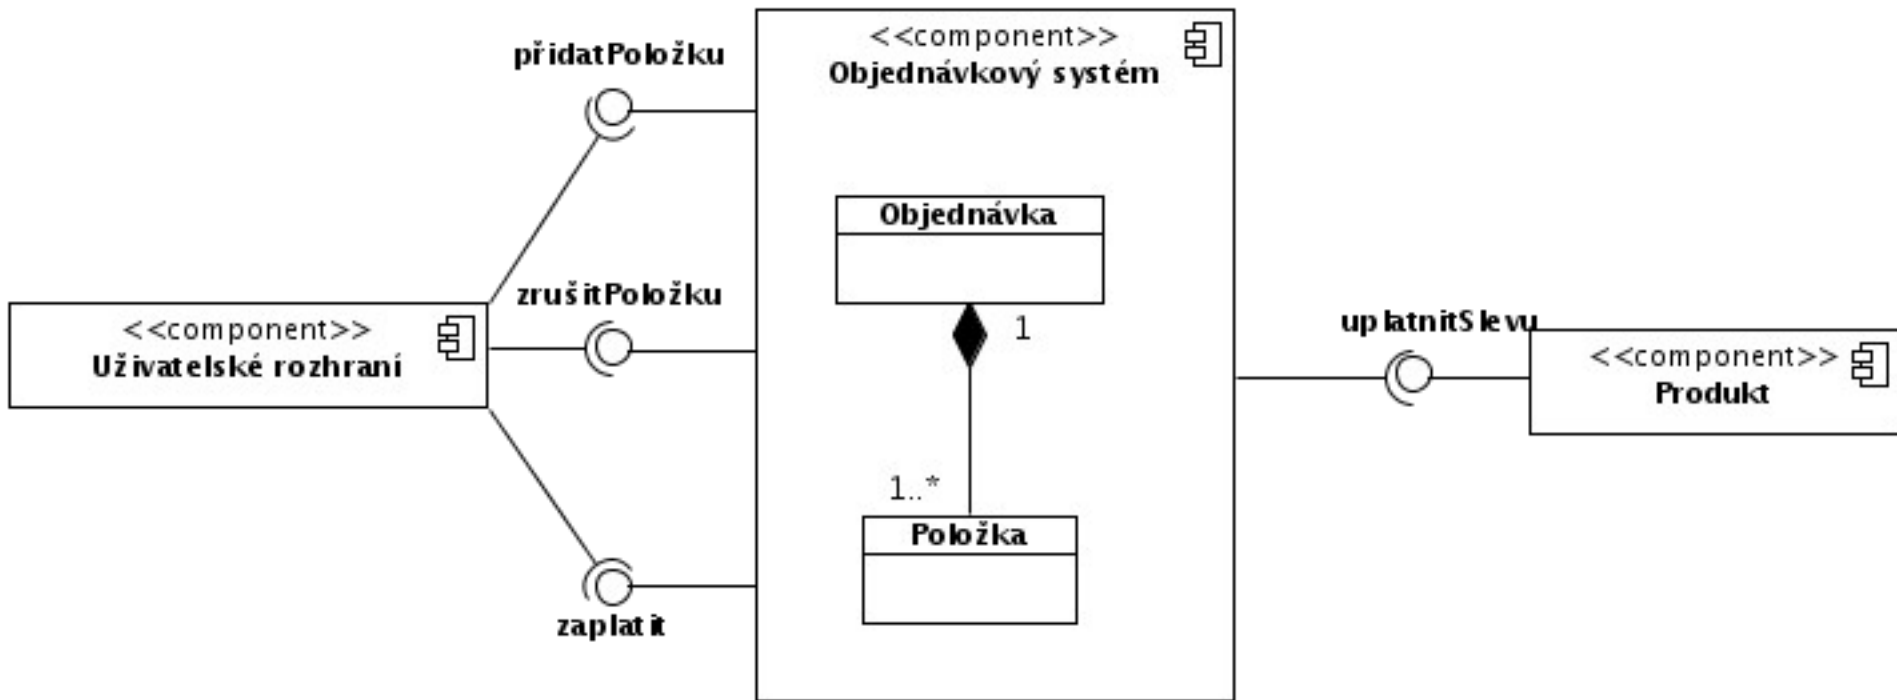 přidatPoložku
<<component>>
Objednávkový systém
Objednávka
1
zrušitPoložku
<<component>>
Uživatelské rozhraní
uplatnitSlevu
<<component>>
Produkt
1..*
Položka
zaplatit